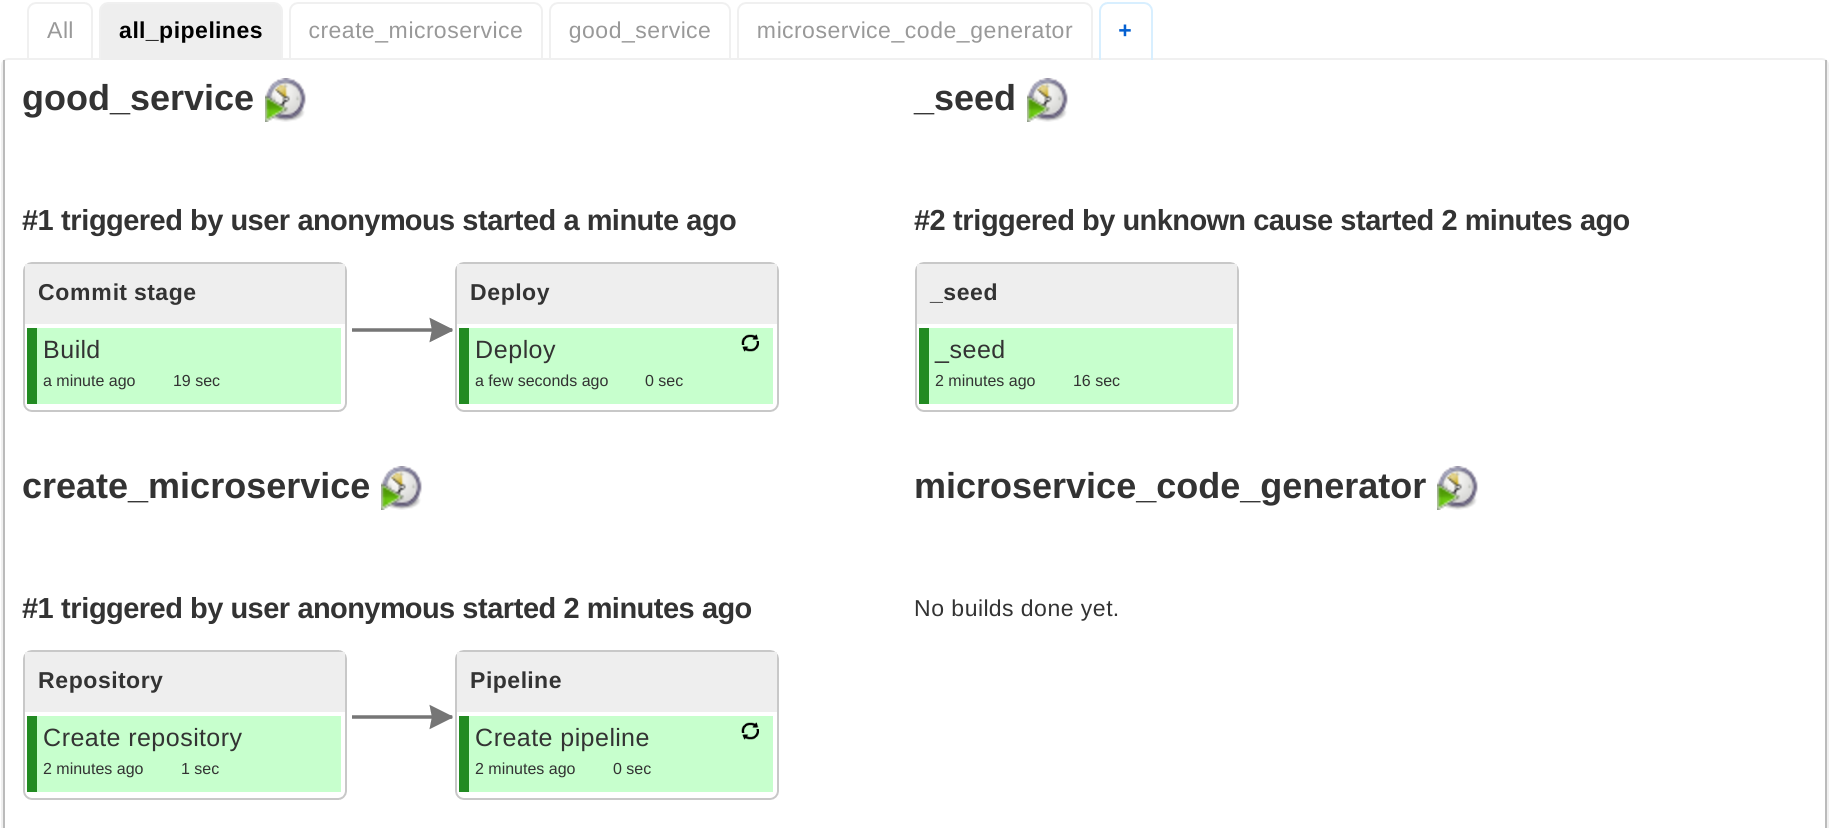 All all_pipelines create_microservice good_service microservice_code_generator +
good_service
#1 triggered by user anonymous started a minute ago
Commit stage
Build
a minute ago 19 sec
Deploy
Deploy
a few seconds ago 0 sec
_seed
#2 triggered by unknown cause started 2 minutes ago
_seed
_seed
2 minutes ago 16 sec
create_microservice
#1 triggered by user anonymous started 2 minutes ago
Repository
Create repository
2 minutes ago 1 sec
Pipeline
Create pipeline
2 minutes ago 0 sec
microservice_code_generator
No builds done yet.